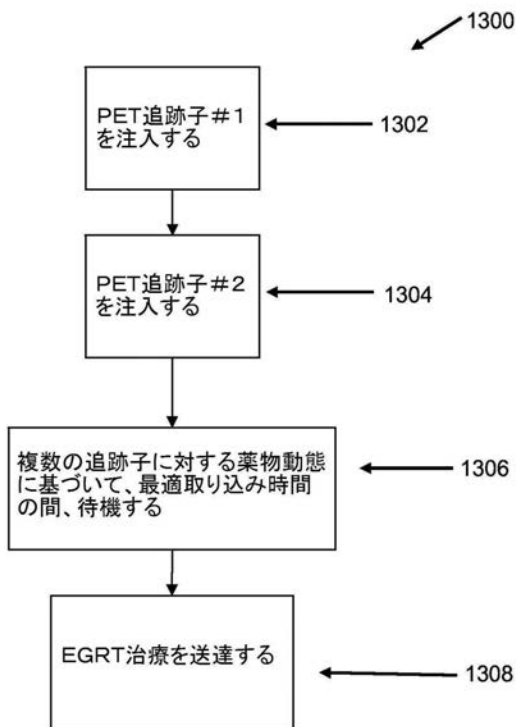 1300
PET追跡子#1
を注入する
1302
PET追跡子#2
を注入する
1304
複数の追跡子に対する薬物動態
に基づいて、最適取り込み時間
の間、待機する
1306
EGRT治療を送達する
1308